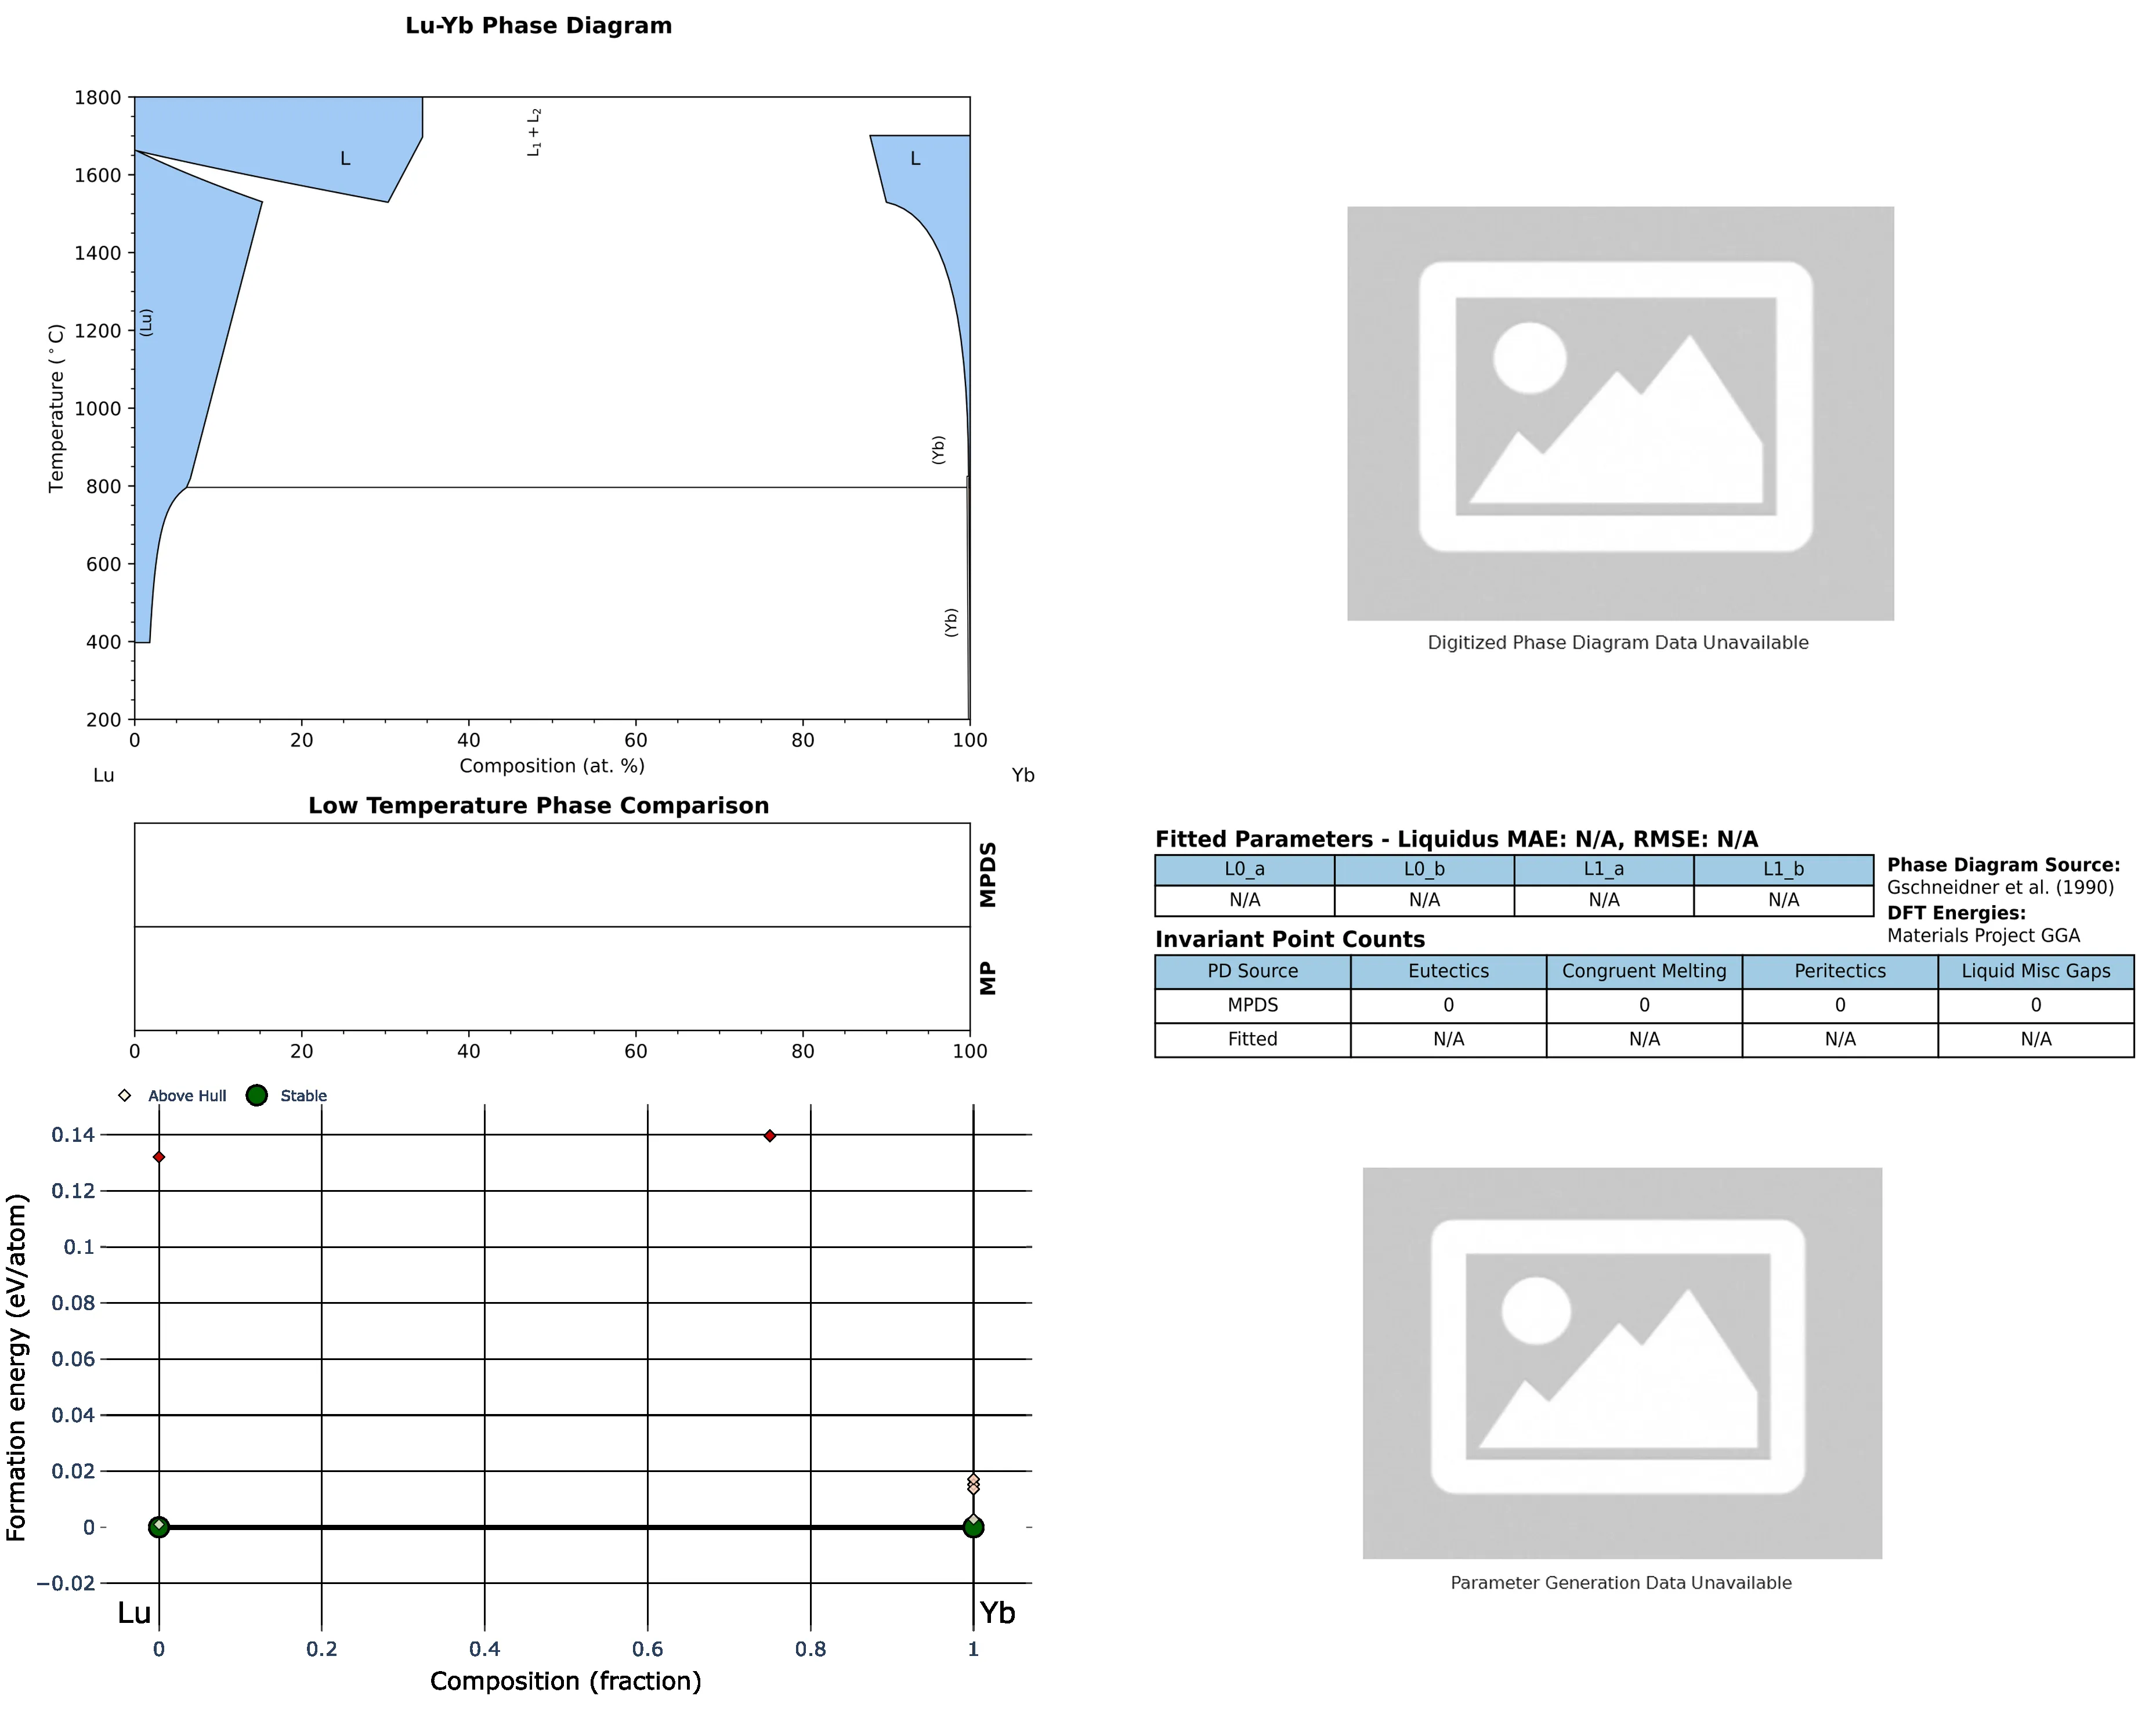 Lu-Yb Phase Diagram
1800
1600
1400
1200
1000
800
600
400
200
Temperature (°C)
L
L₁ + L₂
L
(Lu)
(Yb)
(Yb)
0 20 40 60 80 100
Composition (at. %)
Lu Yb
Digitized Phase Diagram Data Unavailable
Low Temperature Phase Comparison
MPDS
MP
0 20 40 60 80 100
Fitted Parameters - Liquidus MAE: N/A, RMSE: N/A
L0_a L0_b L1_a L1_b
N/A N/A N/A N/A
Phase Diagram Source:
Gschneidner et al. (1990)
DFT Energies:
Materials Project GGA
Invariant Point Counts
PD Source Eutectics Congruent Melting Peritectics Liquid Misc Gaps
MPDS 0 0 0 0
Fitted N/A N/A N/A N/A
Above Hull Stable
0.14
0.12
0.1
0.08
0.06
0.04
0.02
0
−0.02
Formation energy (eV/atom)
Lu Yb
0 0.2 0.4 0.6 0.8 1
Composition (fraction)
Parameter Generation Data Unavailable